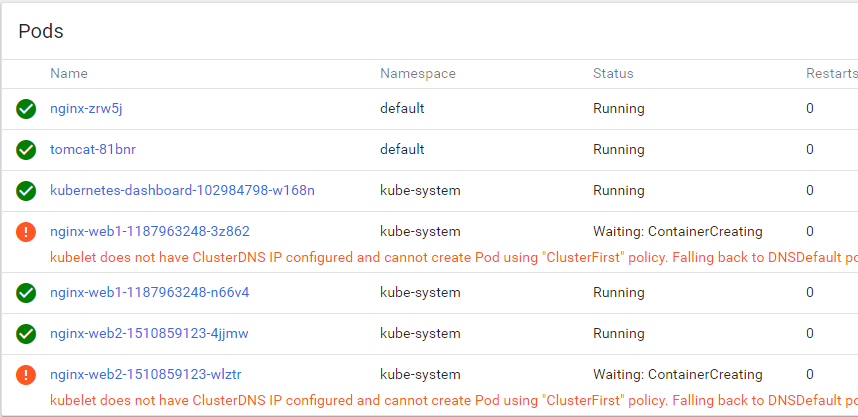 Pods
Name Namespace Status Restarts
nginx-zrw5j default Running 0
tomcat-81bnr default Running 0
kubernetes-dashboard-102984798-w168n kube-system Running 0
nginx-web1-1187963248-3z862 kube-system Waiting: ContainerCreating 0
kubelet does not have ClusterDNS IP configured and cannot create Pod using "ClusterFirst" policy. Falling back to DNSDefault po
nginx-web1-1187963248-n66v4 kube-system Running 0
nginx-web2-1510859123-4jjmw kube-system Running 0
nginx-web2-1510859123-wlztr kube-system Waiting: ContainerCreating 0
kubelet does not have ClusterDNS IP configured and cannot create Pod using "ClusterFirst" policy. Falling back to DNSDefault po